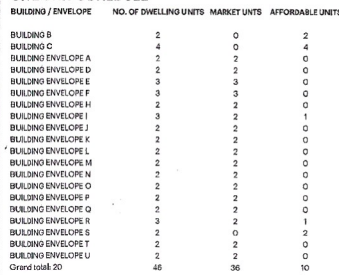 BUILDING / ENVELOPE NO. OF DWELLING UNITS MARKET UNTS AFFORDABLE UNITS
BUILDING B 2 0 2
BUILDING C 4 0 4
BUILDING ENVELOPE A 2 2 0
BUILDING ENVELOPE D 2 2 0
BUILDING ENVELOPE E 3 3 0
BUILDING ENVELOPE F 3 3 0
BUILDING ENVELOPE H 2 2 0
BUILDING ENVELOPE I 3 2 1
BUILDING ENVELOPE J 2 2 0
BUILDING ENVELOPE K 2 2 0
BUILDING ENVELOPE L 2 2 0
BUILDING ENVELOPE M 2 2 0
BUILDING ENVELOPE N 2 2 0
BUILDING ENVELOPE O 2 2 0
BUILDING ENVELOPE P 2 2 0
BUILDING ENVELOPE Q 2 2 0
BUILDING ENVELOPE R 3 2 1
BUILDING ENVELOPE S 2 0 2
BUILDING ENVELOPE T 2 2 0
BUILDING ENVELOPE U 2 2 0
Grand total: 20 46 36 10